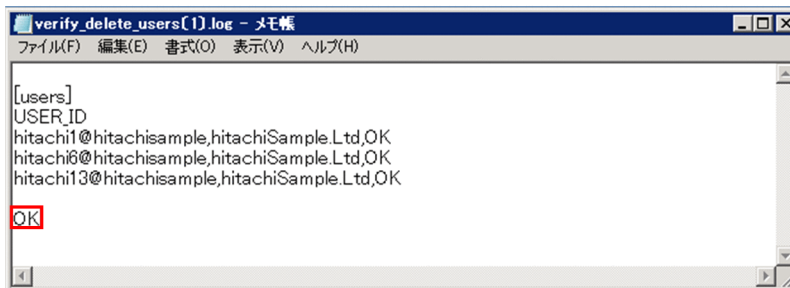 verify_delete_users[1].log - メモ帳
ファイル(F) 編集(E) 書式(O) 表示(V) ヘルプ(H)
[users]
USER_ID
hitachi1@hitachisample,hitachiSample.Ltd,OK
hitachi6@hitachisample,hitachiSample.Ltd,OK
hitachi13@hitachisample,hitachiSample.Ltd,OK
OK